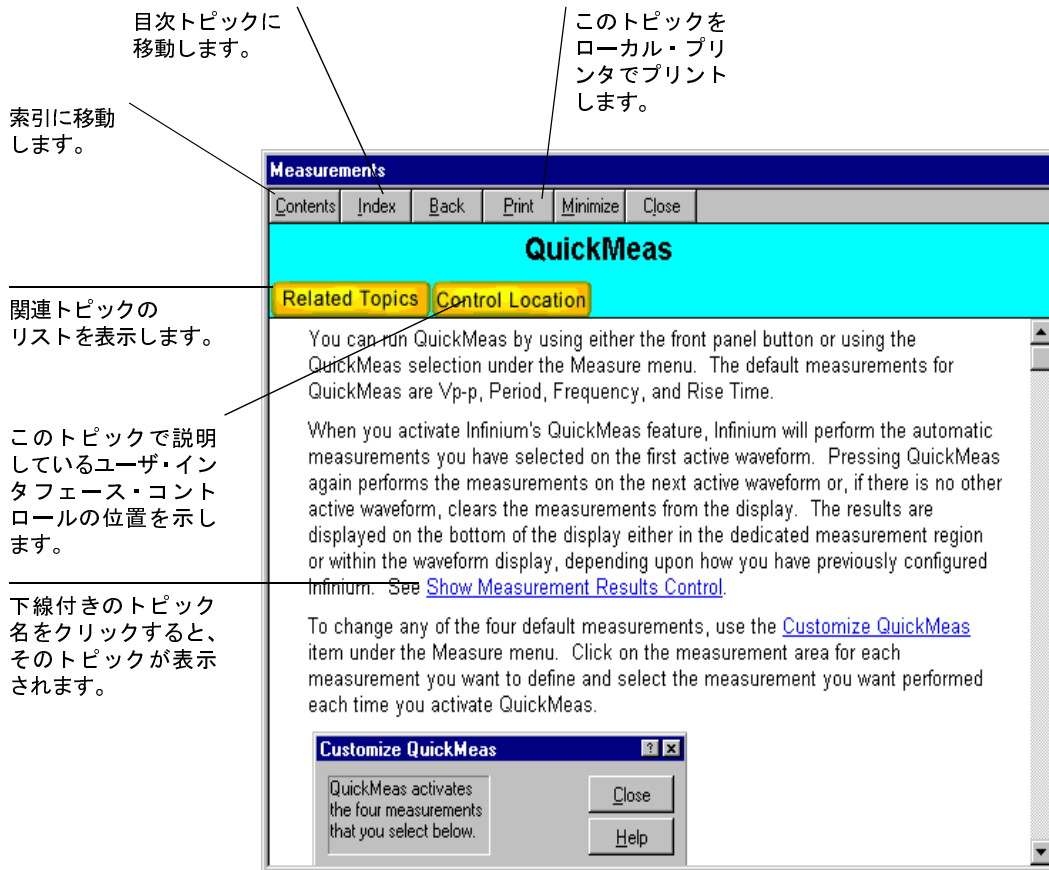 目次トピックに
移動します。
このトピックを
ローカル・プリ
ンタでプリント
します。
索引に移動
します。
関連トピックの
リストを表示します。
このトピックで説明
しているユーザ・イン
タフェース・コント
ロールの位置を示し
ます。
下線付きのトピック
名をクリックすると、
そのトピックが表示
されます。
Measurements
Contents Index Back Print Minimize Close
QuickMeas
Related Topics Control Location
You can run QuickMeas by using either the front panel button or using the
QuickMeas selection under the Measure menu. The default measurements for
QuickMeas are Vp-p, Period, Frequency, and Rise Time.
When you activate Infinium's QuickMeas feature, Infinium will perform the automatic
measurements you have selected on the first active waveform. Pressing QuickMeas
again performs the measurements on the next active waveform or, if there is no other
active waveform, clears the measurements from the display. The results are
displayed on the bottom of the display either in the dedicated measurement region
or within the waveform display, depending upon how you have previously configured
Infinium. See Show Measurement Results Control.
To change any of the four default measurements, use the Customize QuickMeas
item under the Measure menu. Click on the measurement area for each
measurement you want to define and select the measurement you want performed
each time you activate QuickMeas.
Customize QuickMeas
QuickMeas activates
the four measurements
that you select below.
Close
Help